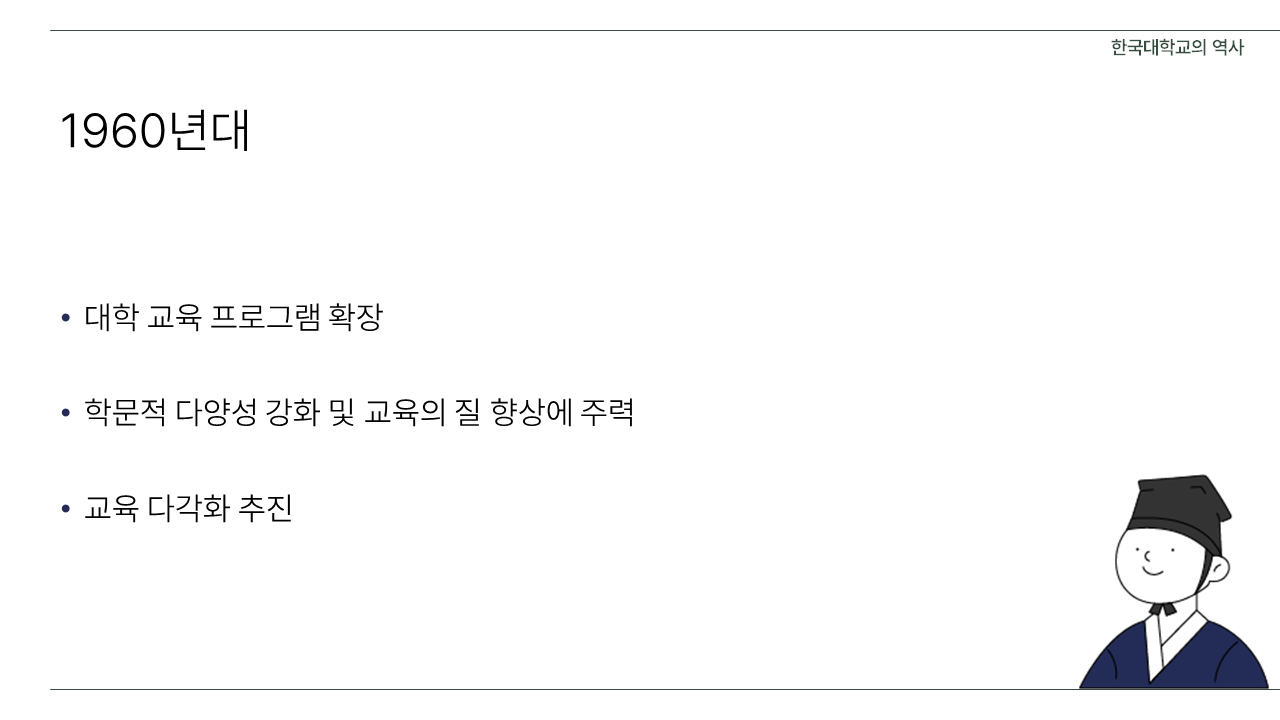 한국대학교의 역사
1960년대
• 대학 교육 프로그램 확장
• 학문적 다양성 강화 및 교육의 질 향상에 주력
• 교육 다각화 추진